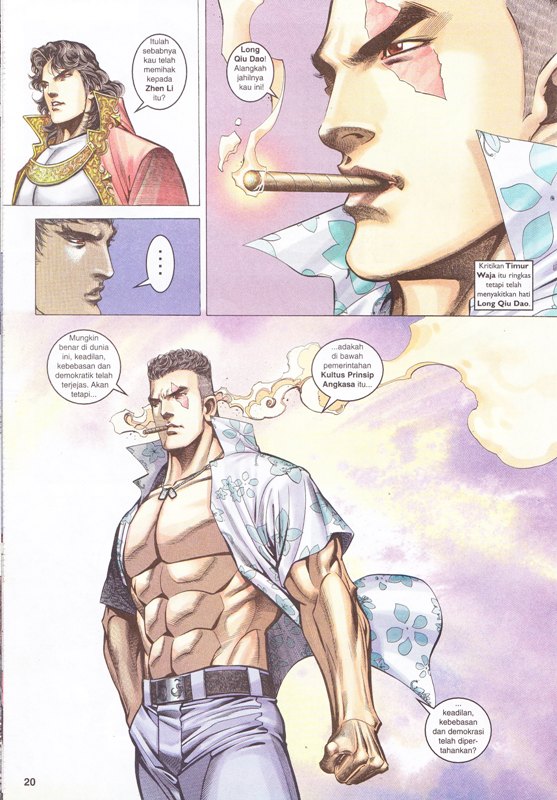 Itulah
sebabnya
kau telah
memihak
kepada
Zhen Li
itu?
Long
Qiu Dao!
Alangkah
jahilnya
kau ini!
Kritikan Timur
Waja itu ringkas
tetapi telah
menyakitkan hati
Long Qiu Dao.
....
Mungkin
benar di dunia
ini, keadilan,
kebebasan dan
demokratik telah
terjejas. Akan
tetapi...
...adakah
di bawah
pemerintahan
Kultus Prinsip
Angkasa itu...
...
keadilan,
kebebasan
dan demokrasi
telah diper-
tahankan?
20